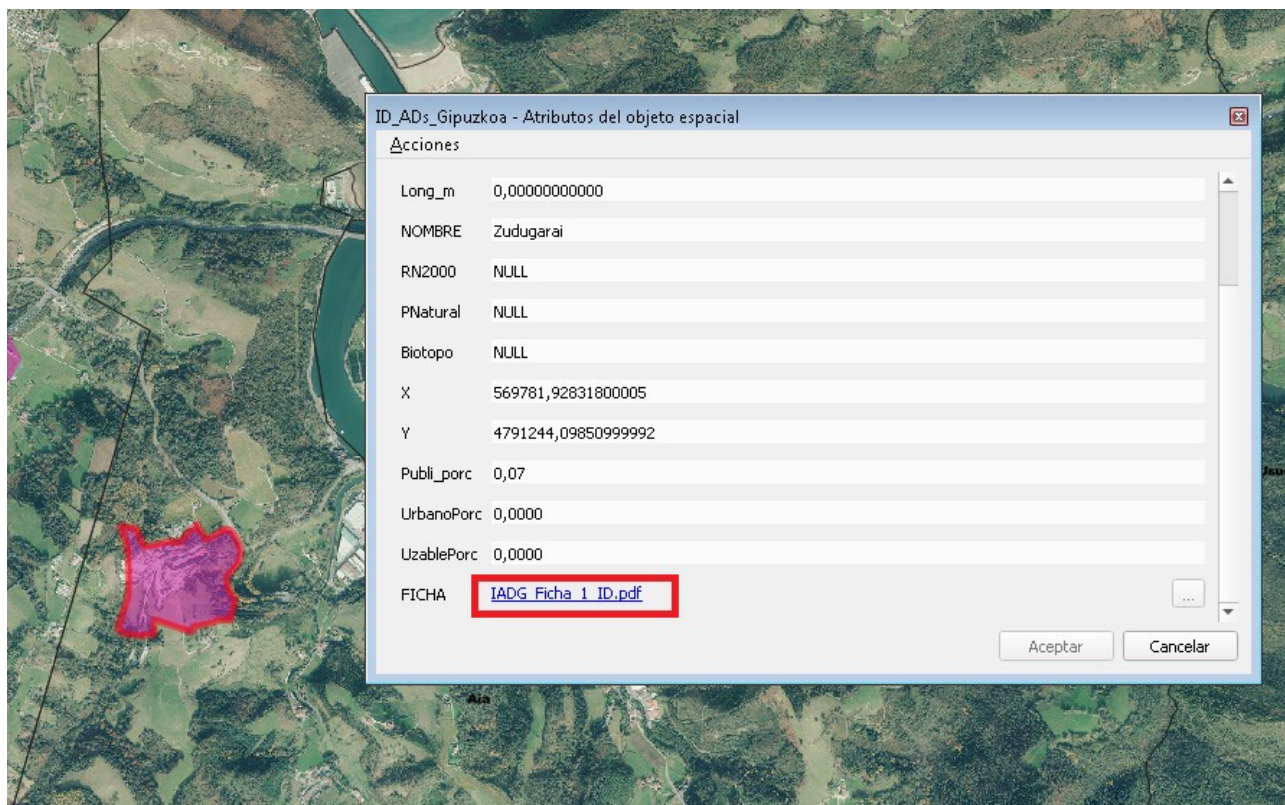 ID_ADs_Gipuzkoa - Atributos del objeto espacial
Acciones
Long_m 0,00000000000
NOMBRE Zudugarai
RN2000 NULL
PNatural NULL
Biotopo NULL
X 569781,92831800005
Y 4791244,09850999992
Publi_porc 0,07
UrbanoPorc 0,0000
UzablePorc 0,0000
FICHA IADG_Ficha_1_ID.pdf ...
Aceptar Cancelar
Aia